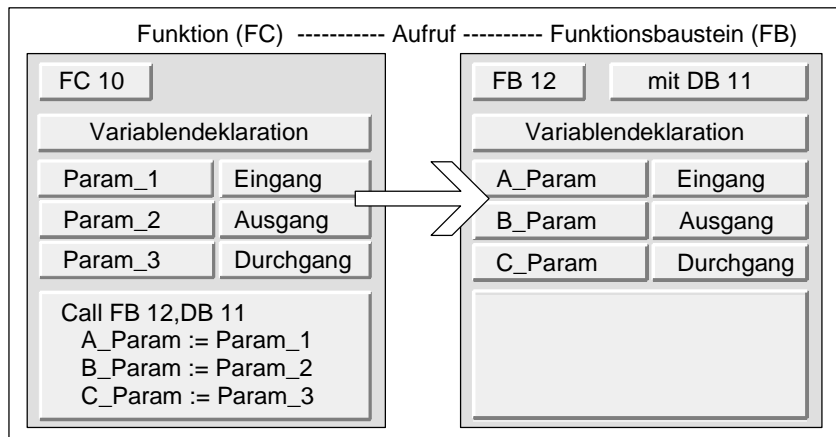 Funktion (FC) ----------- Aufruf ---------- Funktionsbaustein (FB)
FC 10
Variablendeklaration
Param_1 Eingang
Param_2 Ausgang
Param_3 Durchgang
Call FB 12,DB 11
A_Param := Param_1
B_Param := Param_2
C_Param := Param_3
FB 12 mit DB 11
Variablendeklaration
A_Param Eingang
B_Param Ausgang
C_Param Durchgang